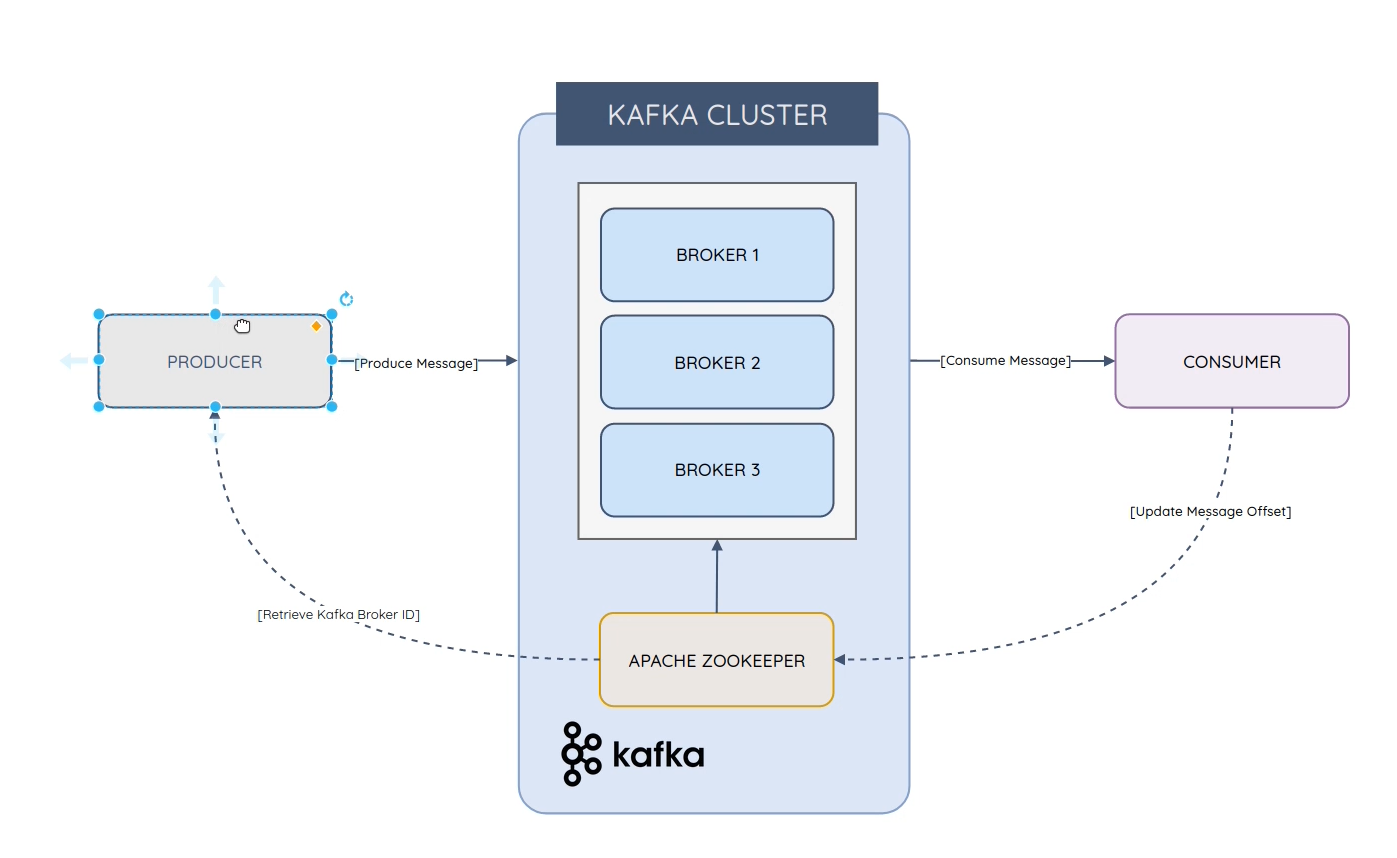 KAFKA CLUSTER
BROKER 1
BROKER 2
BROKER 3
PRODUCER
[Produce Message]
[Consume Message]
CONSUMER
[Update Message Offset]
[Retrieve Kafka Broker ID]
APACHE ZOOKEEPER
kafka